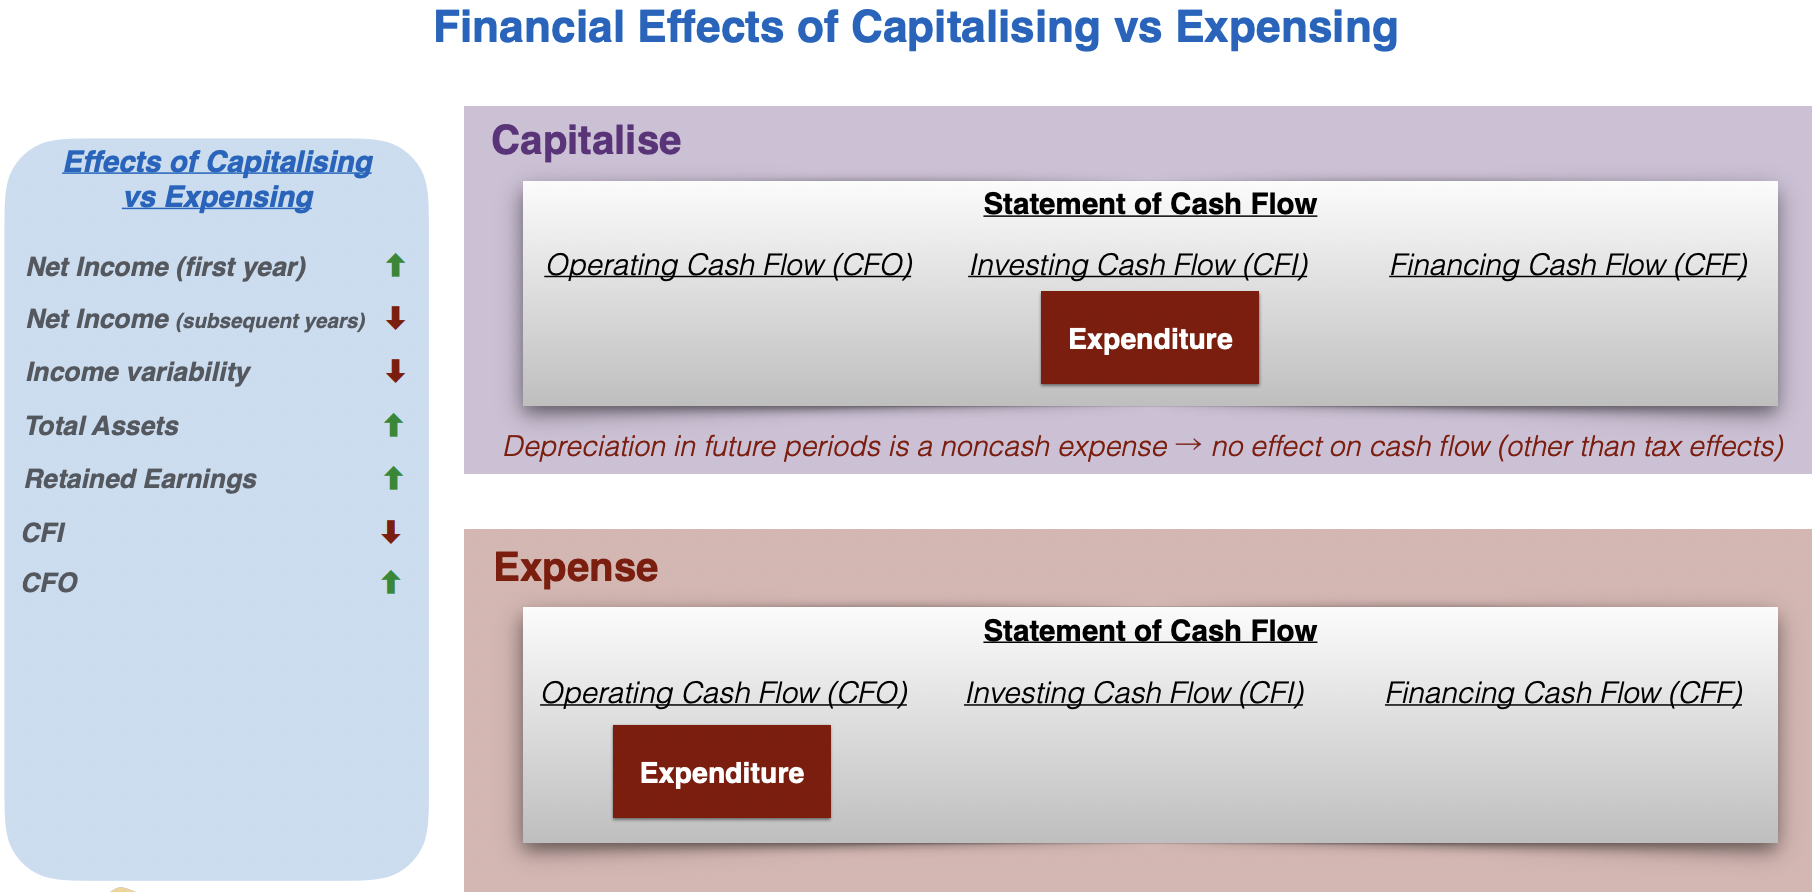 Financial Effects of Capitalising vs Expensing
Effects of Capitalising
vs Expensing
Net Income (first year)
Net Income (subsequent years)
Income variability
Total Assets
Retained Earnings
CFI
CFO
Capitalise
Statement of Cash Flow
Operating Cash Flow (CFO) Investing Cash Flow (CFI) Financing Cash Flow (CFF)
Expenditure
Depreciation in future periods is a noncash expense → no effect on cash flow (other than tax effects)
Expense
Statement of Cash Flow
Operating Cash Flow (CFO) Investing Cash Flow (CFI) Financing Cash Flow (CFF)
Expenditure